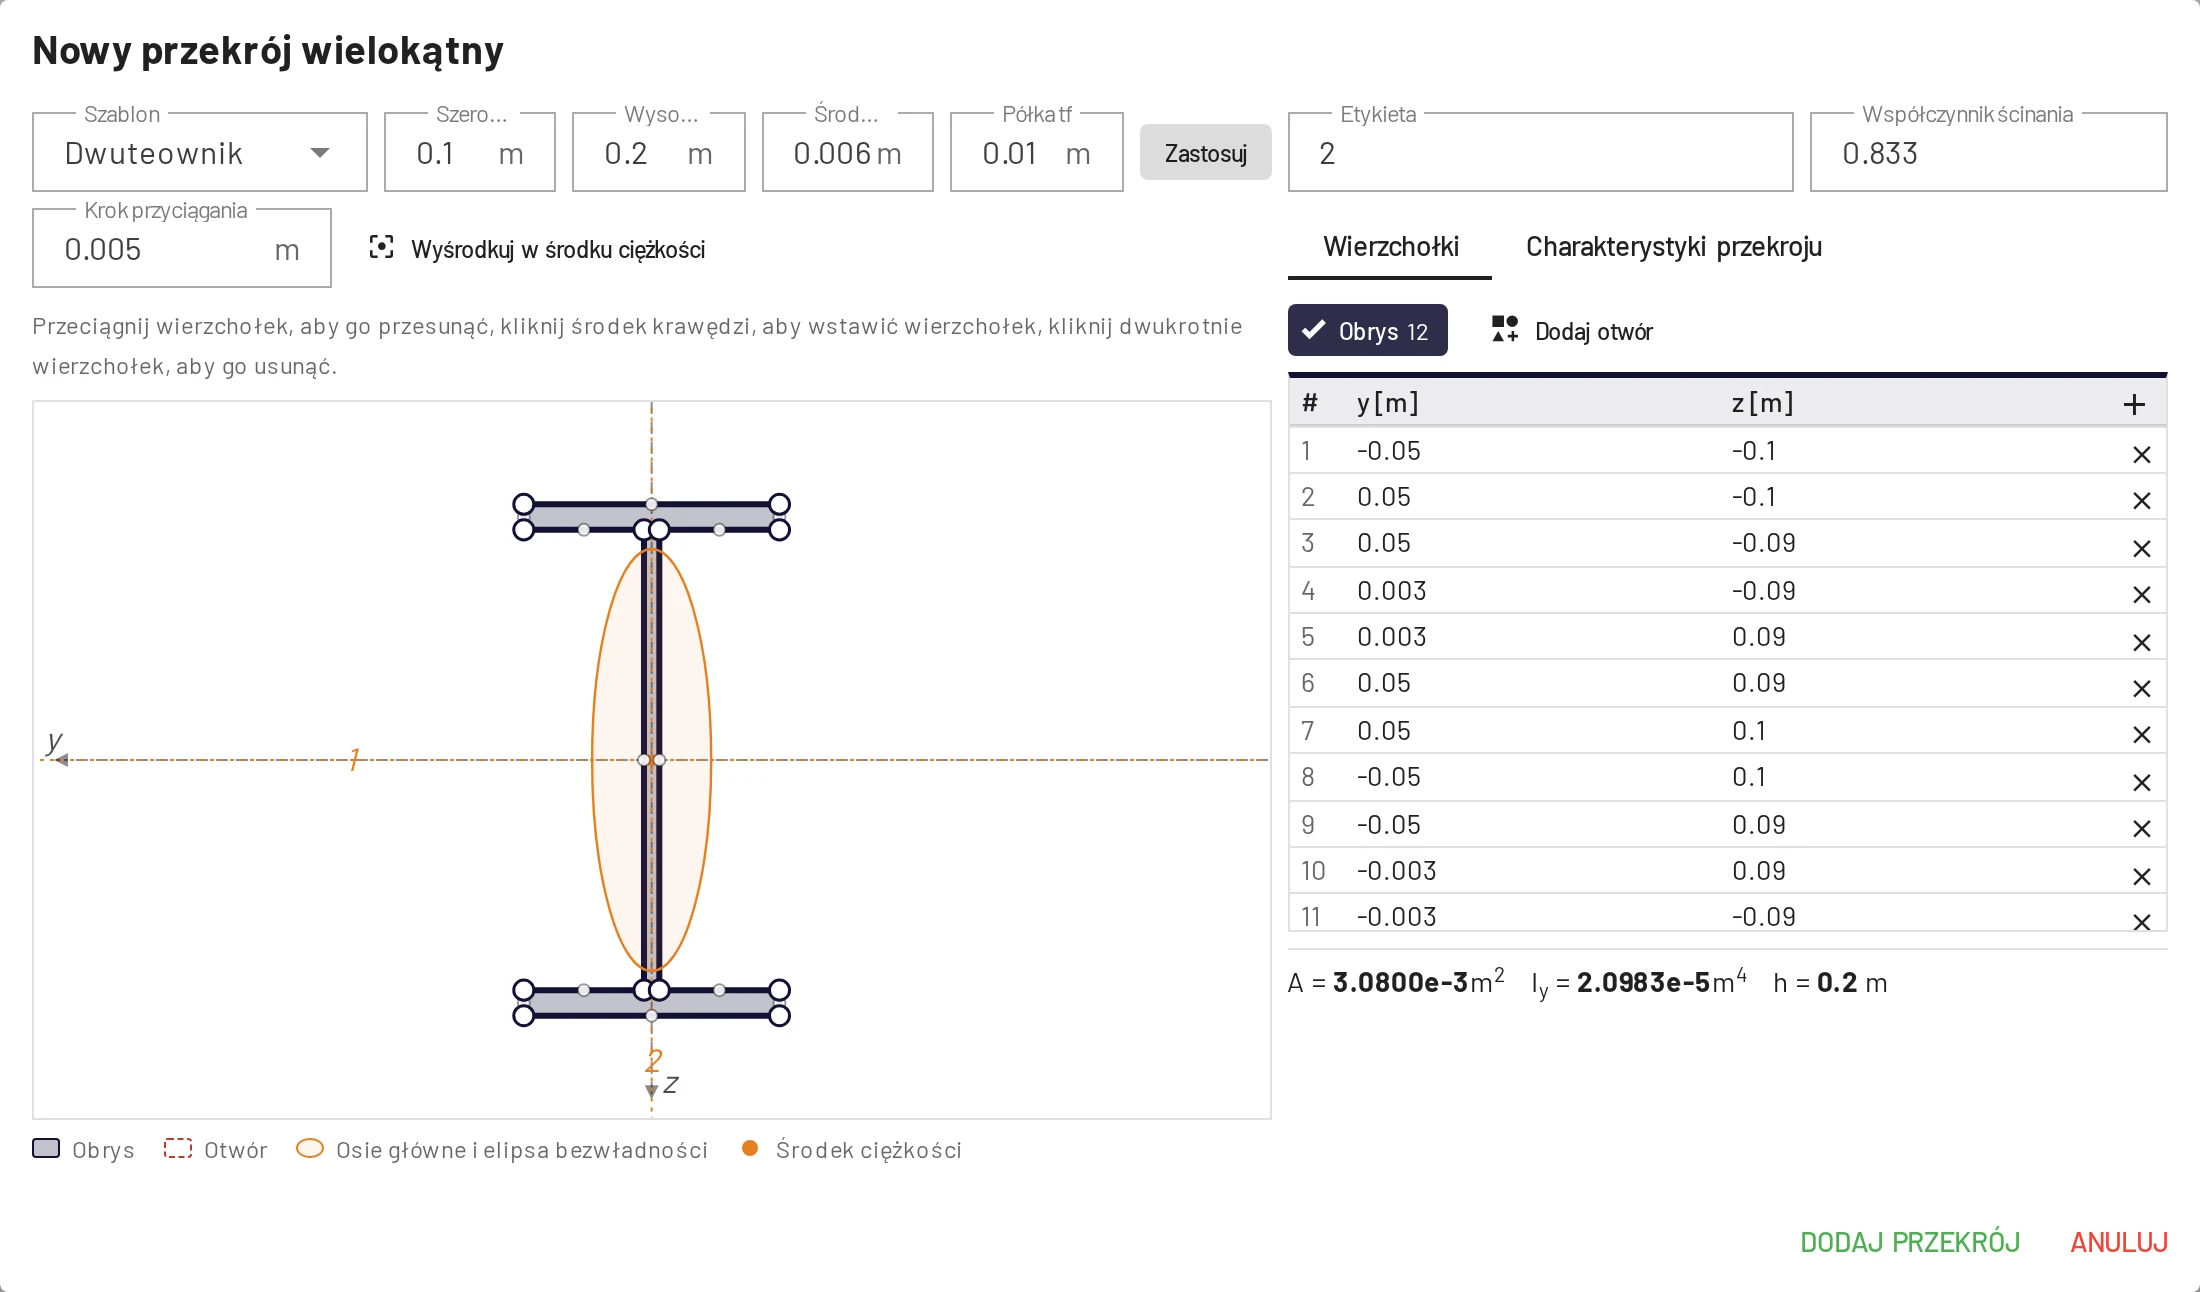 Nowy przekrój wielokątny
Szablon
Dwuteownik
Szero...
0.1 m
Wyso...
0.2 m
Środ...
0.006 m
Półka tf
0.01 m
Zastosuj
Etykieta
2
Współczynnik ścinania
0.833
Krok przyciągania
0.005 m
Wyśrodkuj w środku ciężkości
Wierzchołki
Charakterystyki przekroju
Przeciągnij wierzchołek, aby go przesunąć, kliknij środek krawędzi, aby wstawić wierzchołek, kliknij dwukrotnie
wierzchołek, aby go usunąć.
Obrys 12
Dodaj otwór
# y [m] z [m]
1 -0.05 -0.1
2 0.05 -0.1
3 0.05 -0.09
4 0.003 -0.09
5 0.003 0.09
6 0.05 0.09
7 0.05 0.1
8 -0.05 0.1
9 -0.05 0.09
10 -0.003 0.09
11 -0.003 -0.09
y
1
2
z
A = 3.0800e-3m² Iy = 2.0983e-5m⁴ h = 0.2 m
Obrys
Otwór
Osie główne i elipsa bezwładności
Środek ciężkości
DODAJ PRZEKRÓJ
ANULUJ